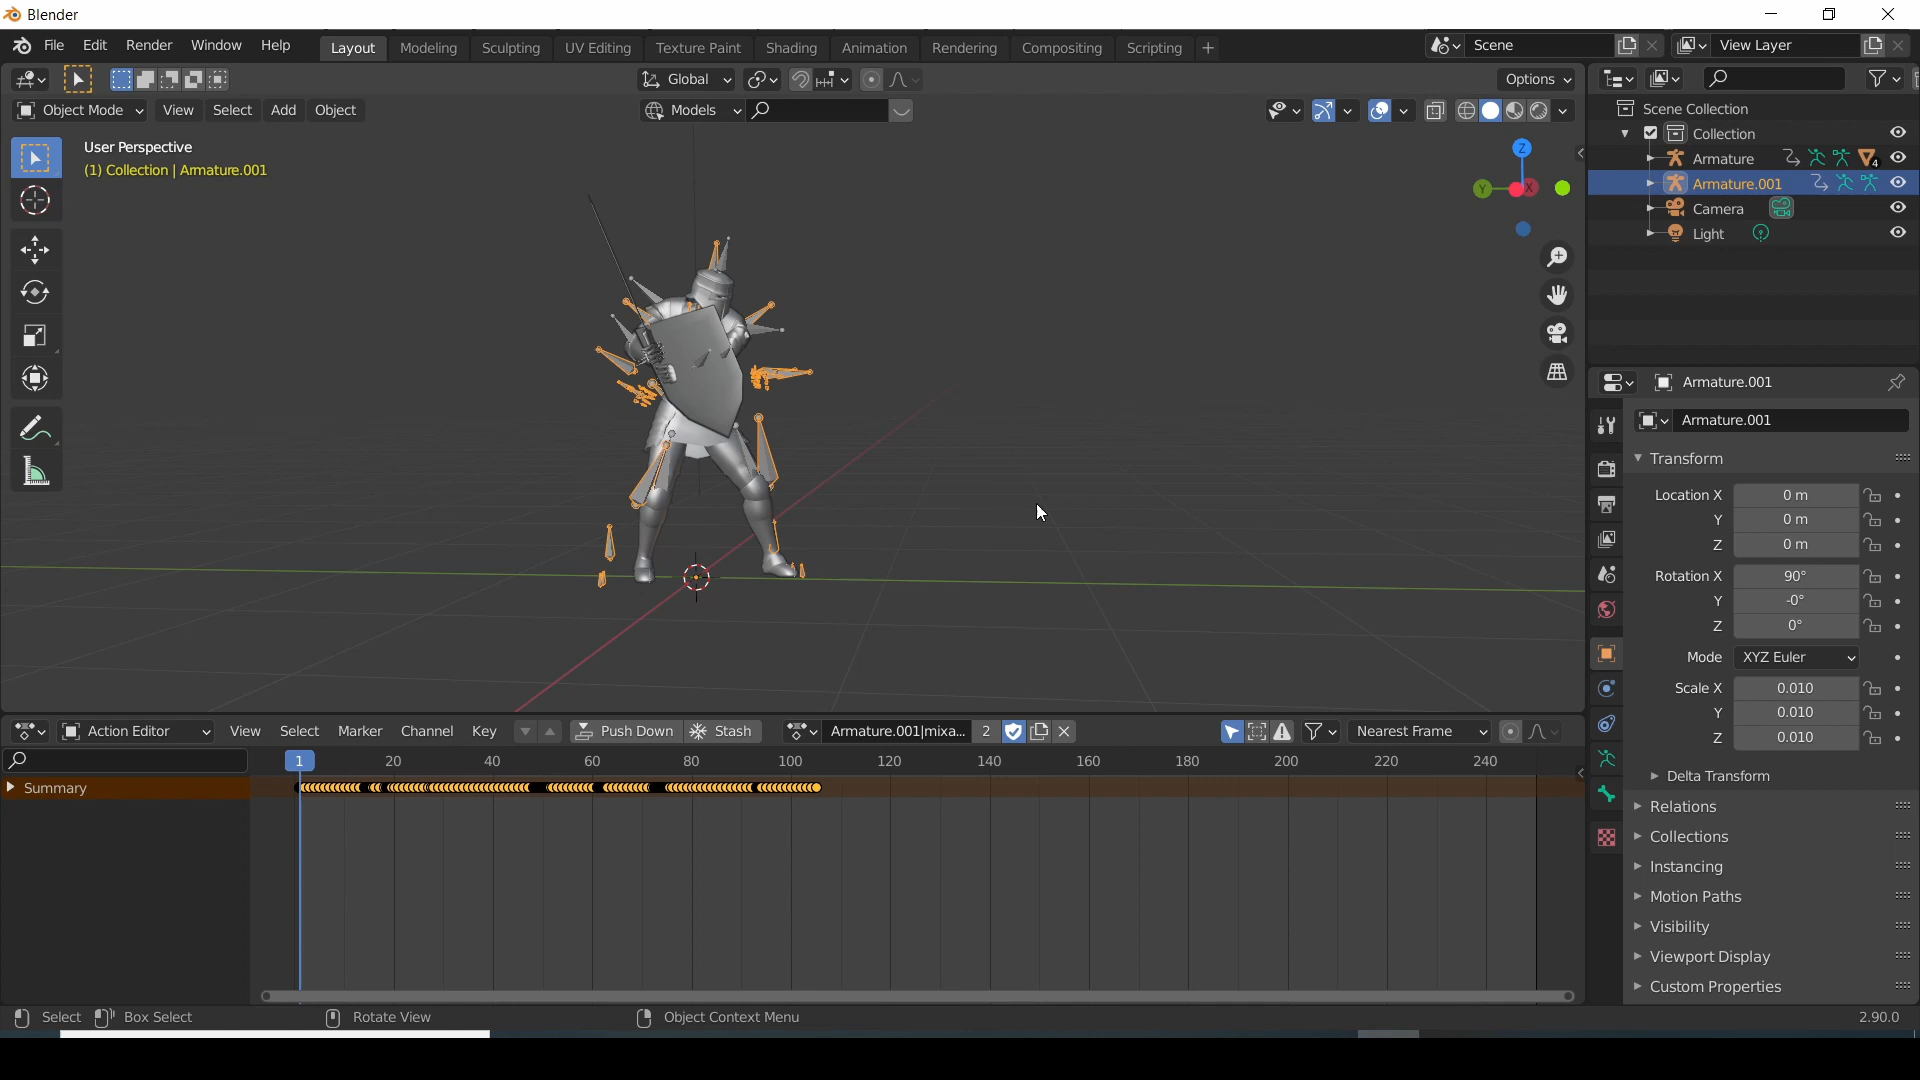 Blender
File Edit Render Window Help Layout Modeling Sculpting UV Editing Texture Paint Shading Animation Rendering Compositing Scripting + Scene View Layer
Global Options
Object Mode View Select Add Object Models
User Perspective
(1) Collection | Armature.001
Z
Y X
Scene Collection
Collection
Armature 4
Armature.001
Camera
Light
Armature.001
Armature.001
Transform
Location X 0 m
Y 0 m
Z 0 m
Rotation X 90°
Y -0°
Z 0°
Mode XYZ Euler
Scale X 0.010
Y 0.010
Z 0.010
Delta Transform
Relations
Collections
Instancing
Motion Paths
Visibility
Viewport Display
Custom Properties
Action Editor View Select Marker Channel Key Push Down Stash Armature.001|mixa... 2 Nearest Frame
1 20 40 60 80 100 120 140 160 180 200 220 240
Summary
Select Box Select Rotate View Object Context Menu 2.90.0